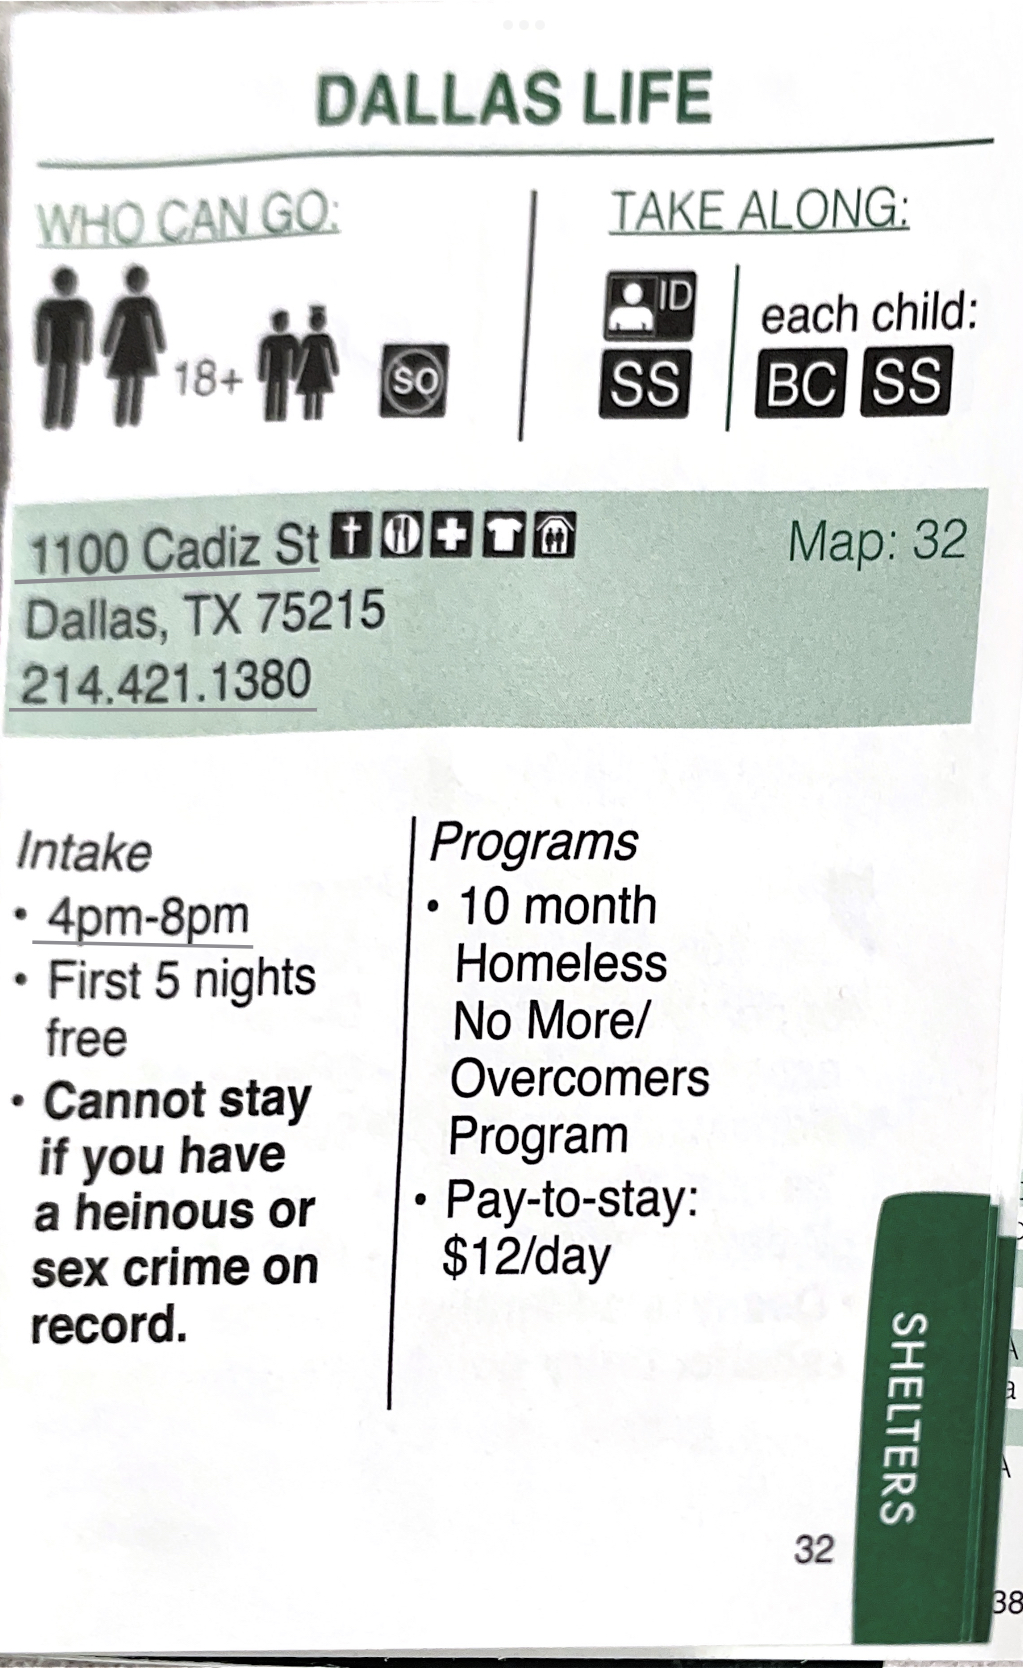 DALLAS LIFE
WHO CAN GO:
18+
SO
TAKE ALONG:
ID
SS
each child:
BC SS
1100 Cadiz St
Map: 32
Dallas, TX 75215
214.421.1380
Intake
• 4pm-8pm
• First 5 nights
free
• Cannot stay
if you have
a heinous or
sex crime on
record.
Programs
• 10 month
Homeless
No More/
Overcomers
Program
• Pay-to-stay:
$12/day
SHELTERS
32
38